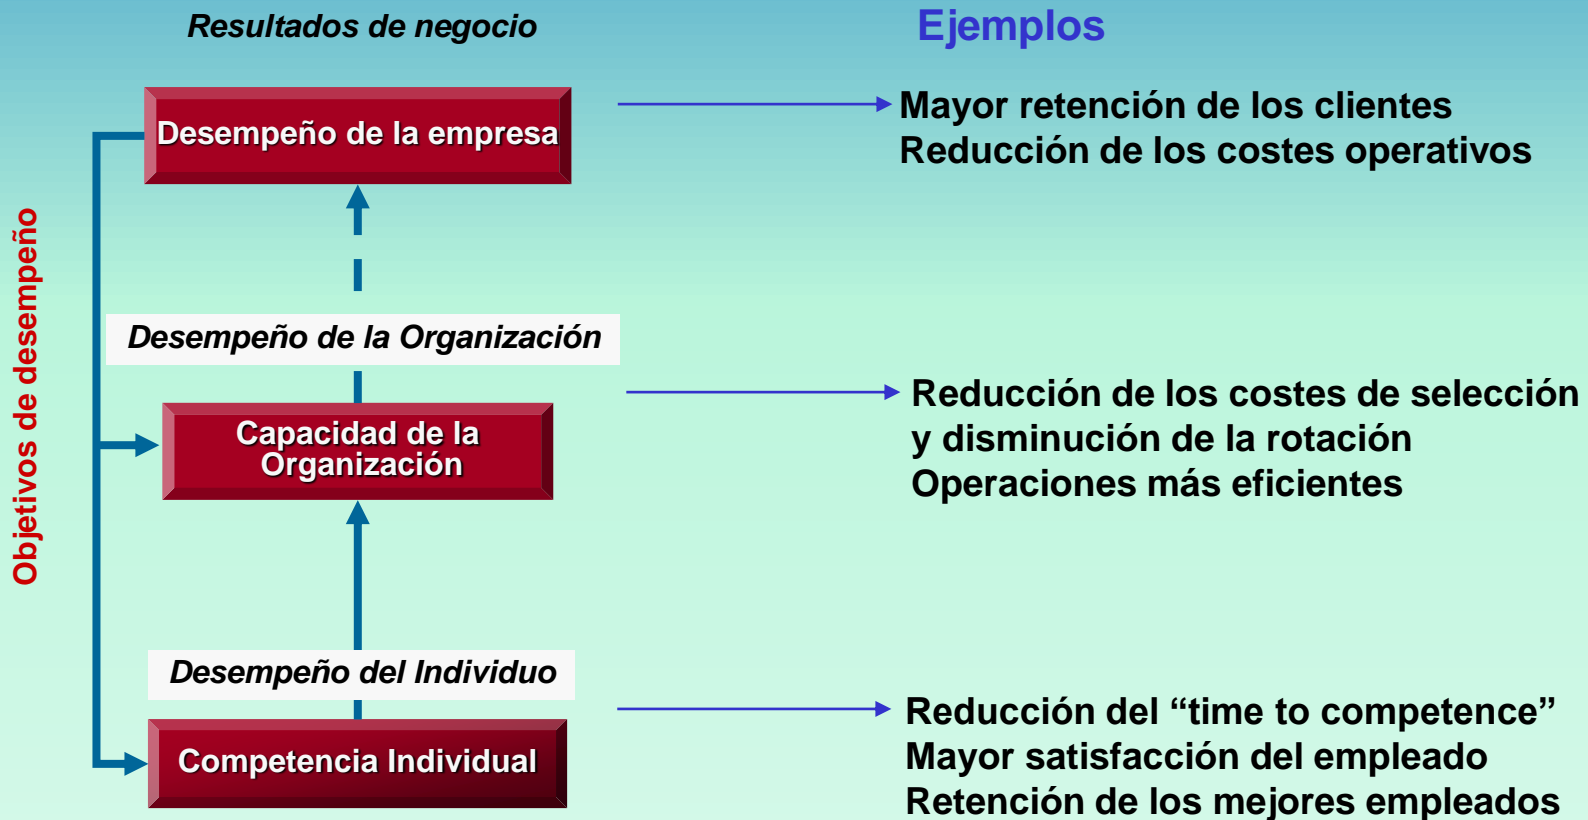 Resultados de negocio
Ejemplos
Desempeño de la empresa
Mayor retención de los clientes
Reducción de los costes operativos
Objetivos de desempeño
Desempeño de la Organización
Capacidad de la
Organización
Reducción de los costes de selección
y disminución de la rotación
Operaciones más eficientes
Desempeño del Individuo
Competencia Individual
Reducción del “time to competence”
Mayor satisfacción del empleado
Retención de los mejores empleados